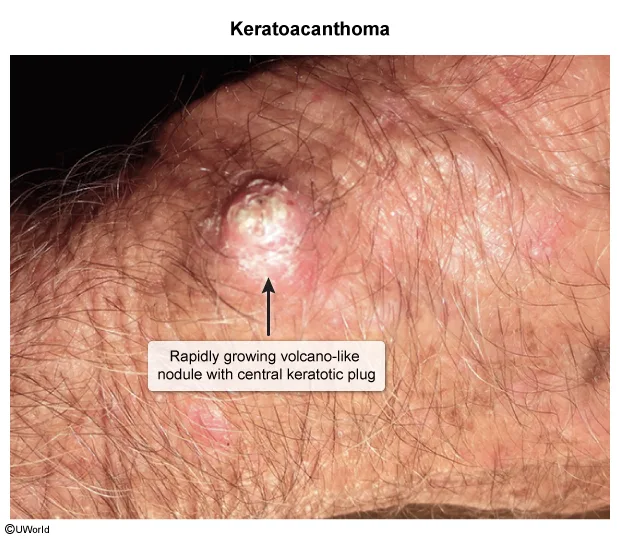 Keratoacanthoma
Rapidly growing volcano-like
nodule with central keratotic plug
©UWorld